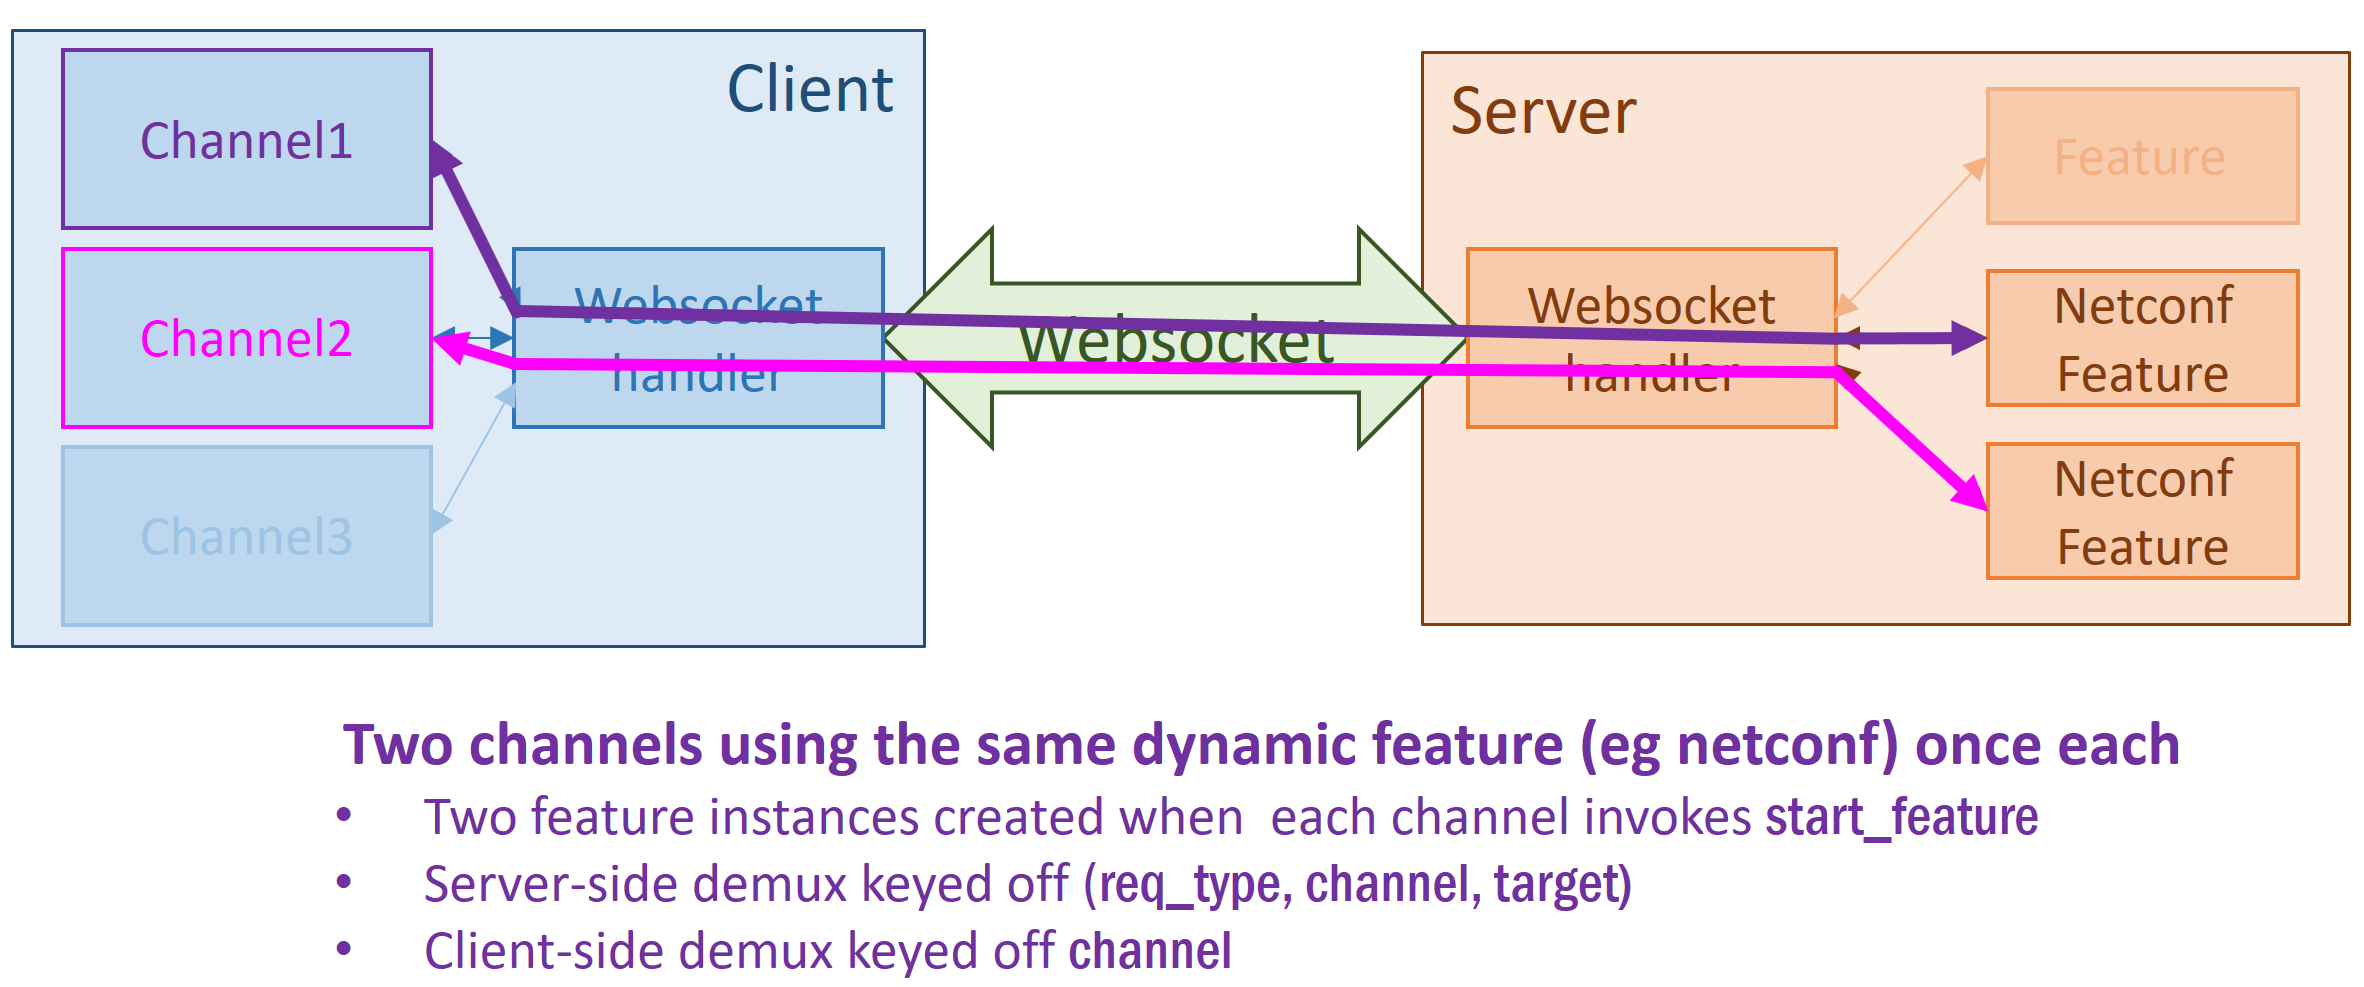 Client
Channel1
Channel2
Channel3
Websocket
handler
Websocket
Server
Websocket
handler
Feature
Netconf
Feature
Netconf
Feature
Two channels using the same dynamic feature (eg netconf) once each
• Two feature instances created when  each channel invokes start_feature
• Server-side demux keyed off (req_type, channel, target)
• Client-side demux keyed off channel